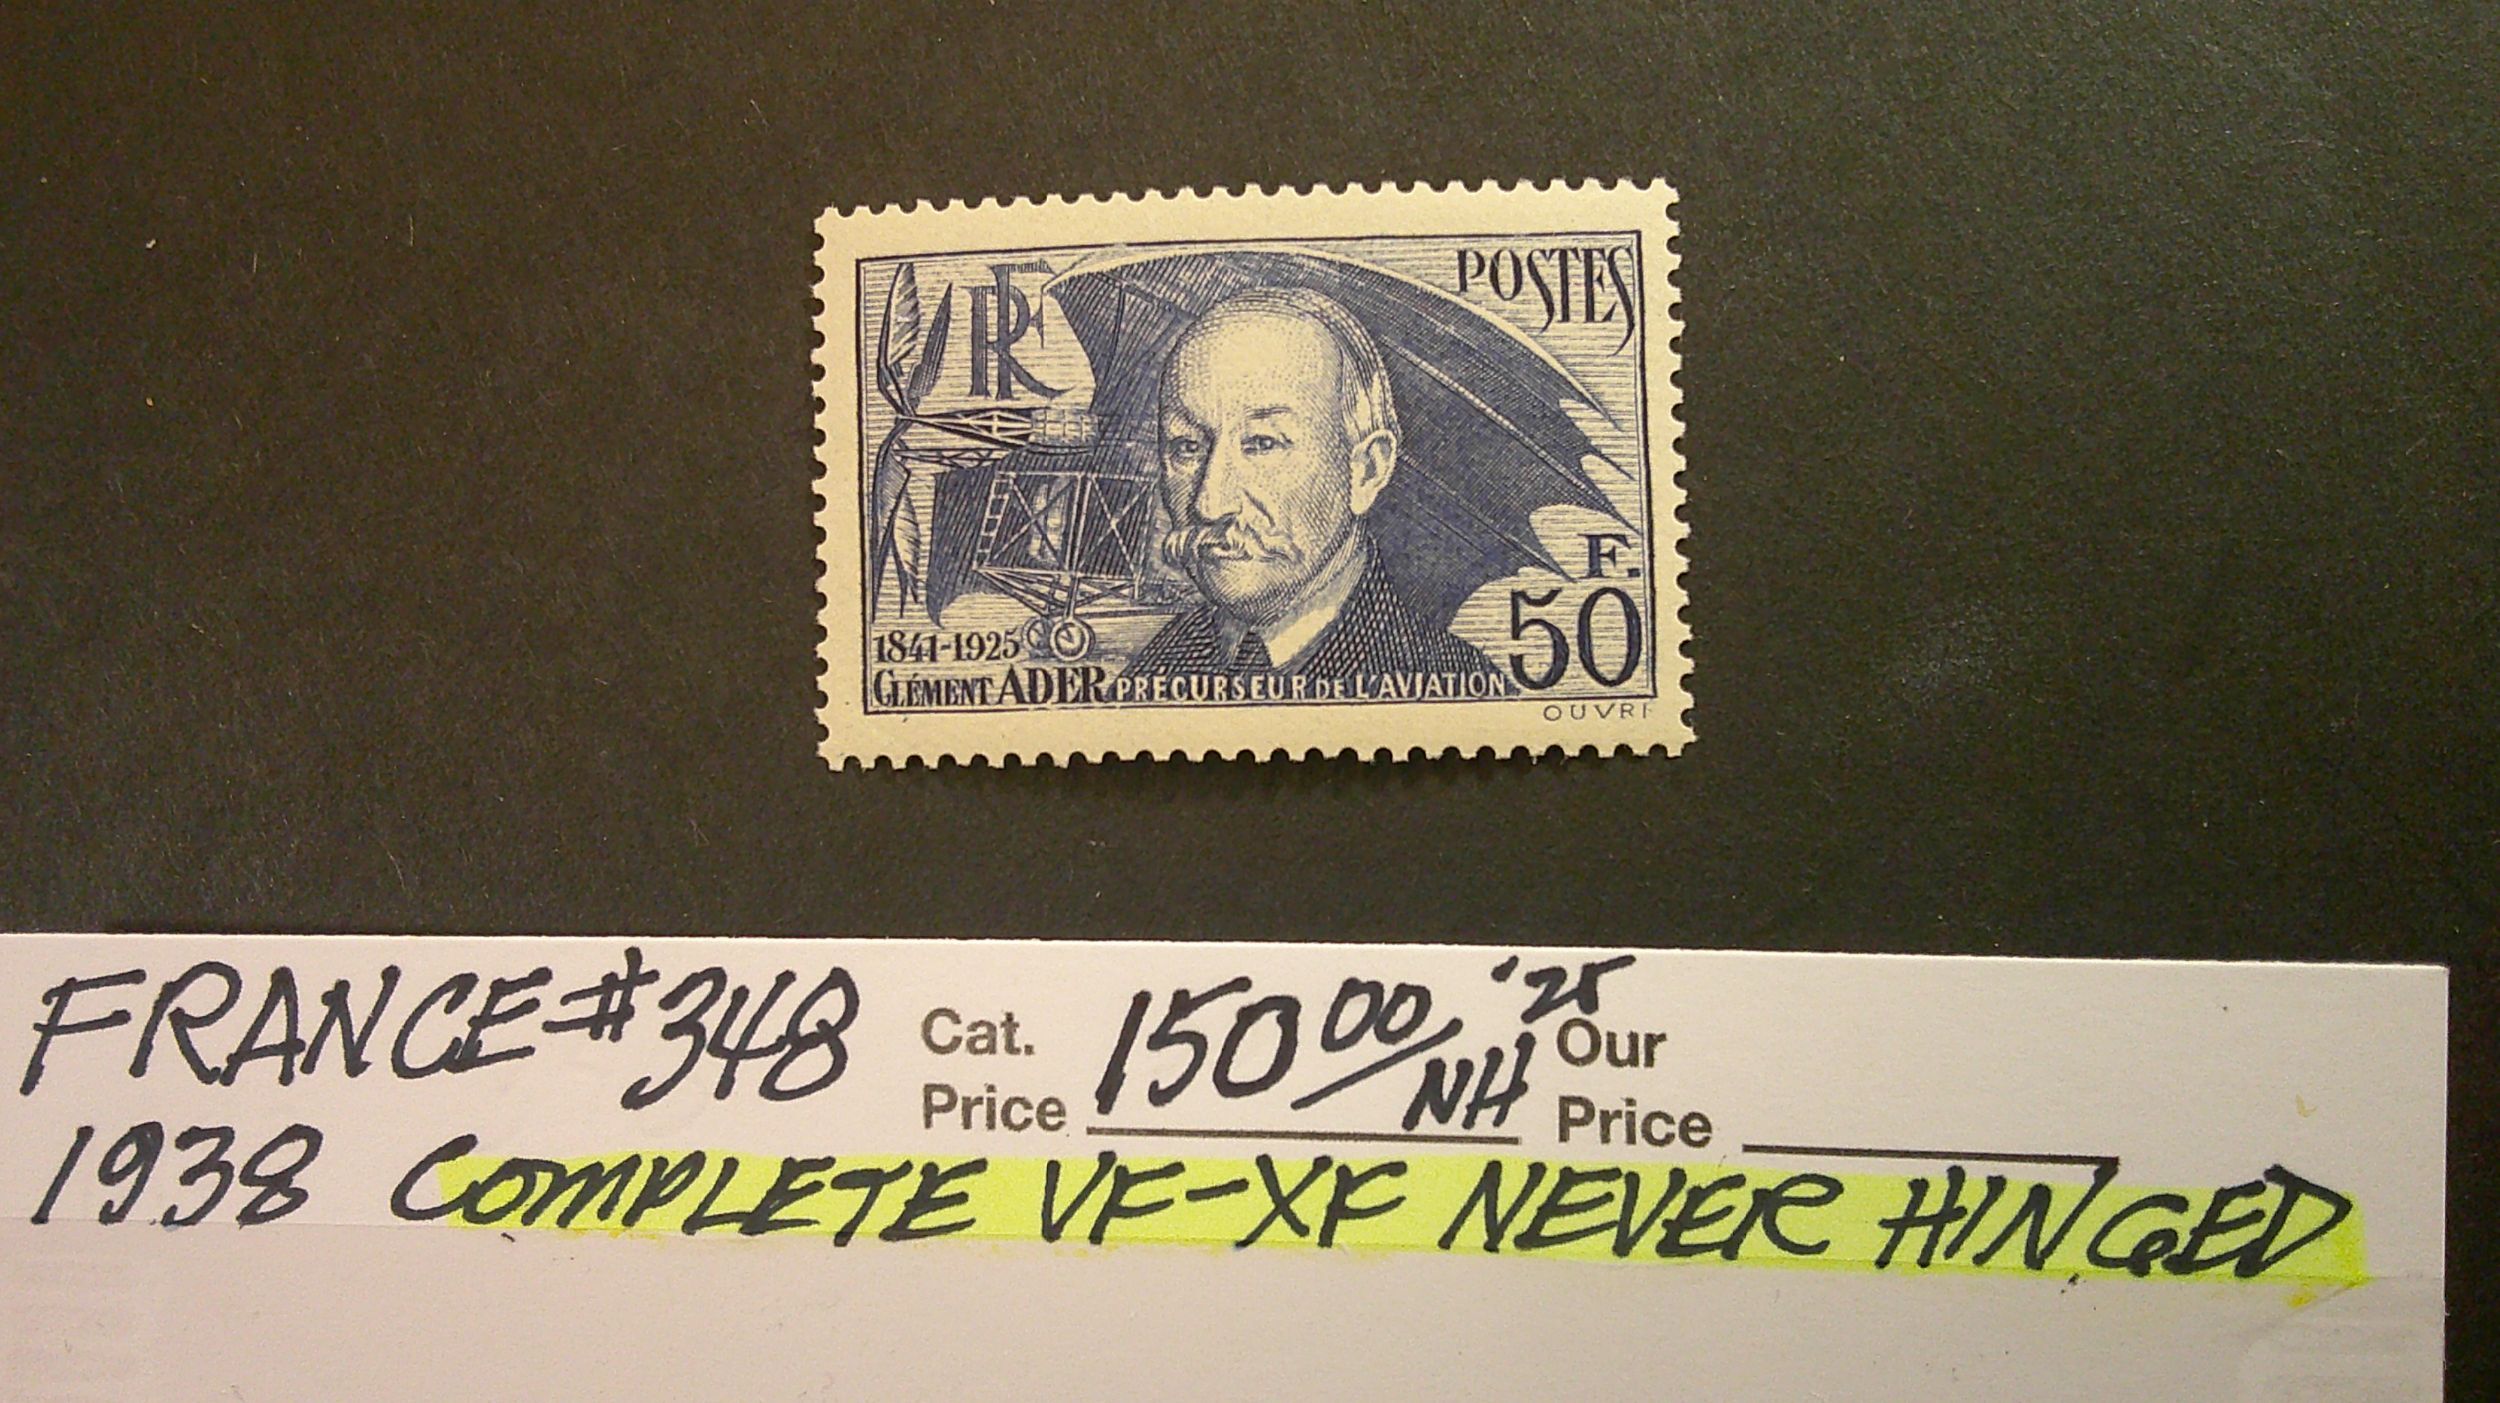 RF
POSTES
F.
50
1841-1925
CLÉMENT ADER PRÉCURSEUR DE L'AVIATION
OUVRÉ
FRANCE #348 Cat. Price 150 00/NH '25 Our Price
1938 COMPLETE VF-XF NEVER HINGED